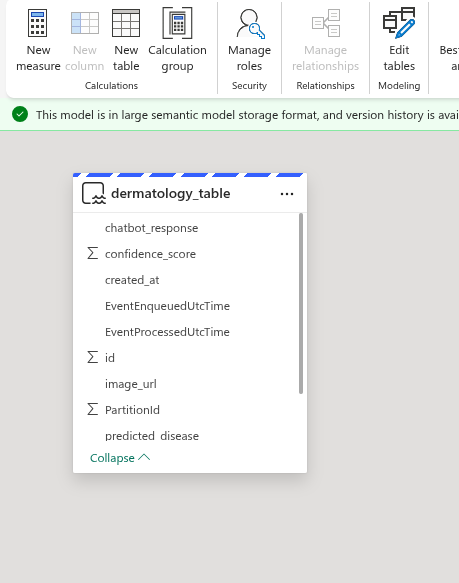 New measure
New column
New table
Calculation group
Calculations
Manage roles
Security
Manage relationships
Relationships
Edit tables
Modeling
Best
an
This model is in large semantic model storage format, and version history is avai
dermatology_table
chatbot_response
confidence_score
created_at
EventEnqueuedUtcTime
EventProcessedUtcTime
id
image_url
PartitionId
predicted_disease
Collapse